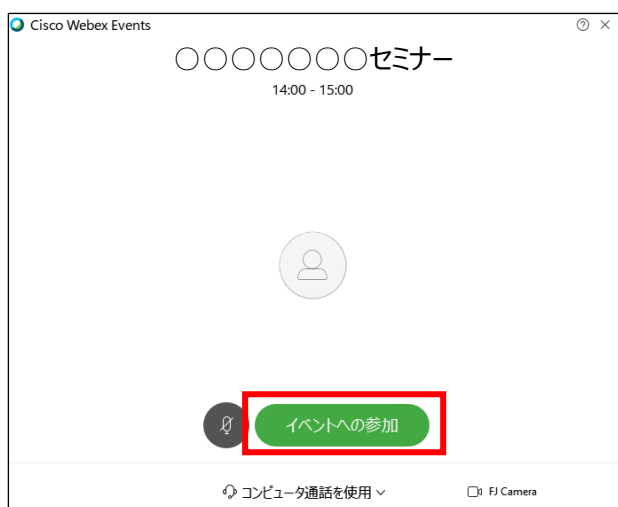 Cisco Webex Events
○○○○○○○セミナー
14:00 - 15:00
イベントへの参加
コンピュータ通話を使用
FJ Camera